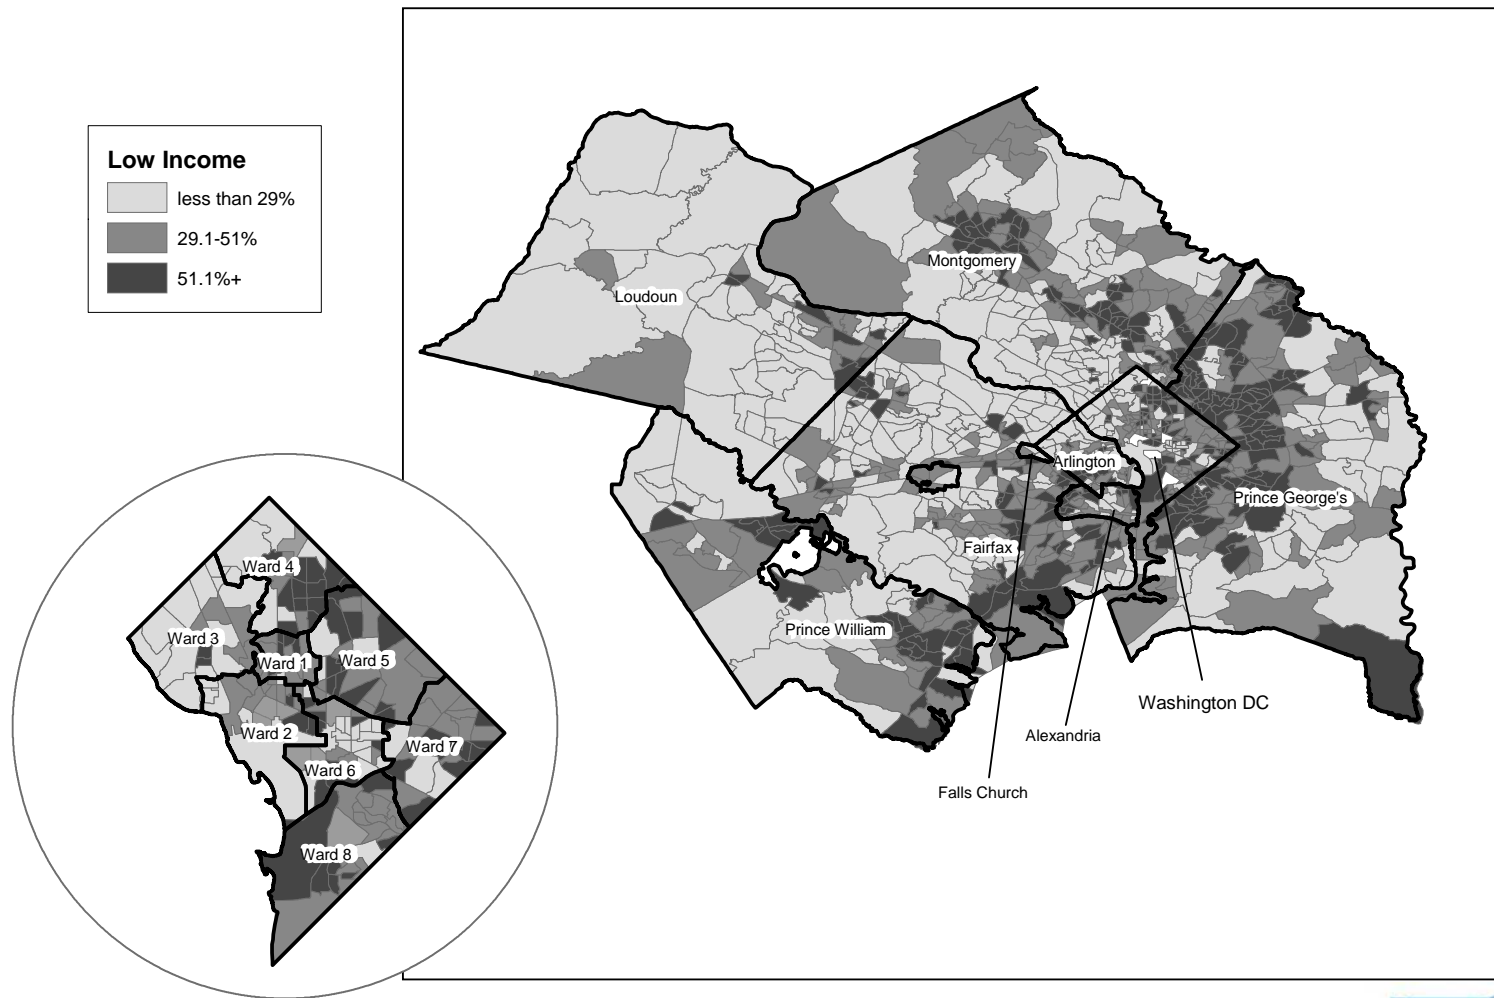 Low Income
less than 29%
29.1-51%
51.1%+
Montgomery
Loudoun
Arlington
Prince George's
Fairfax
Prince William
Washington DC
Alexandria
Falls Church
Ward 4
Ward 3
Ward 1
Ward 5
Ward 2
Ward 7
Ward 6
Ward 8